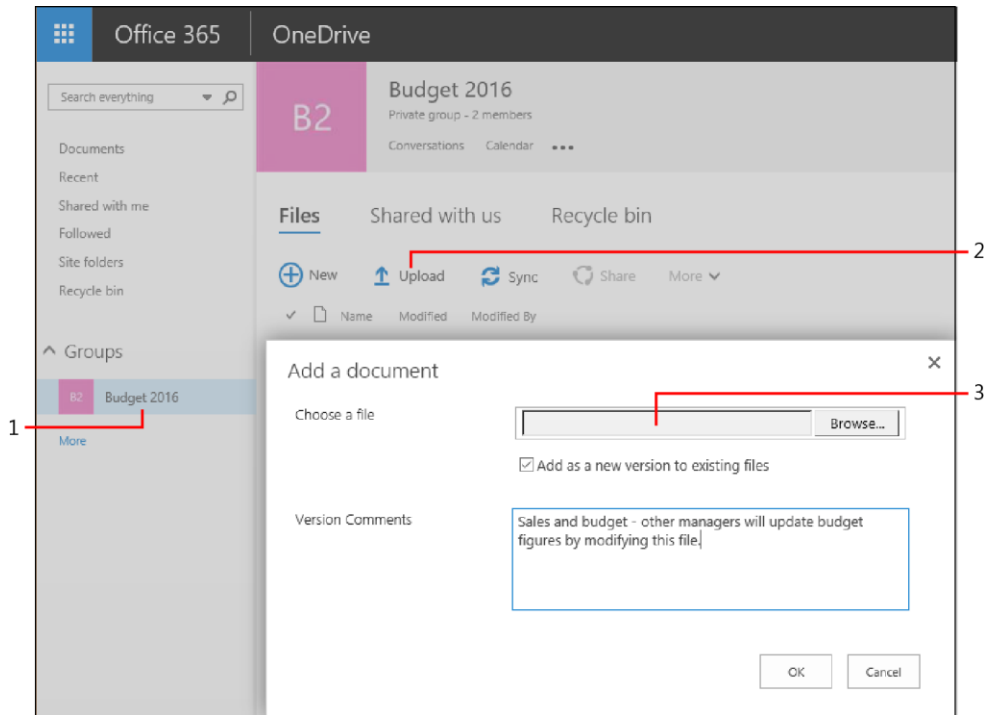 Office 365
OneDrive
Search everything
Documents
Recent
Shared with me
Followed
Site folders
Recycle bin
Groups
B2 Budget 2016
More
B2
Budget 2016
Private group - 2 members
Conversations Calendar •••
Files Shared with us Recycle bin
New Upload Sync Share More
Name Modified Modified By
Add a document
Choose a file
Browse...
Add as a new version to existing files
Version Comments
Sales and budget - other managers will update budget
figures by modifying this file.
OK Cancel
1
2
3